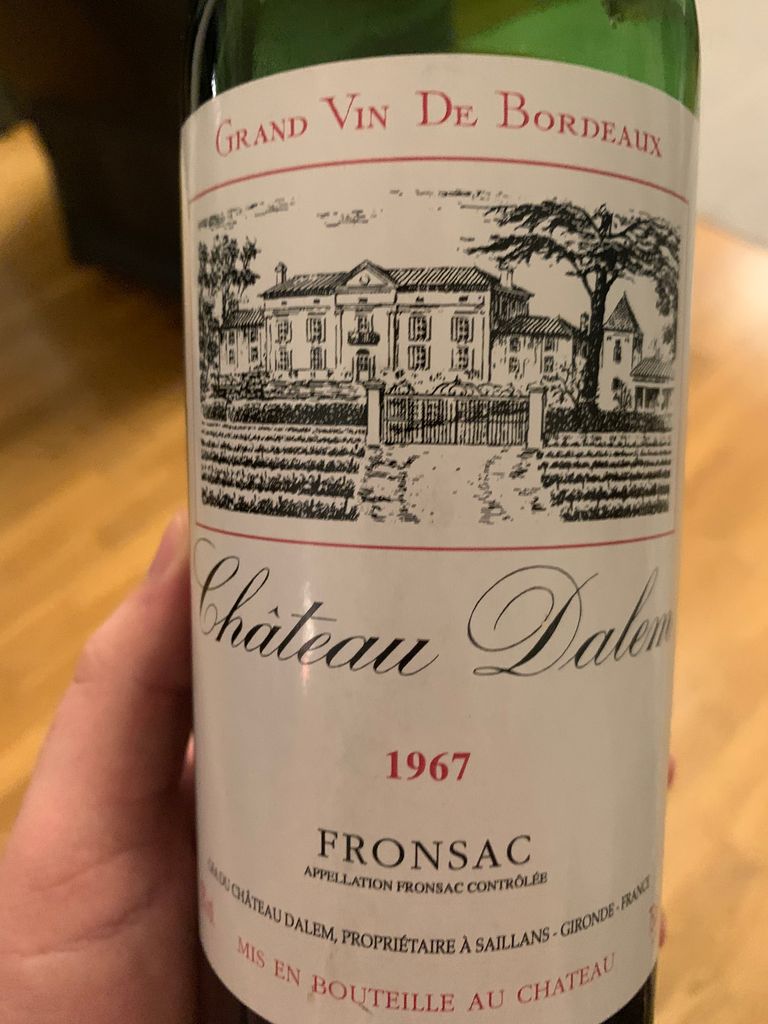 GRAND VIN DE BORDEAUX
Château Dalem
1967
FRONSAC
APPELLATION FRONSAC CONTRÔLÉE
DU CHÂTEAU DALEM, PROPRIÉTAIRE À SAILLANS - GIRONDE - FRANCE
MIS EN BOUTEILLE AU CHATEAU